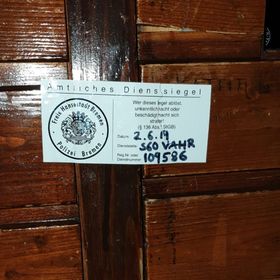 Amtliches Dienssiegel
Freie Hansestadt Bremen
Polizei Bremen
Wer dieses Siegel ablöst,
unkenntlich macht oder
beschädigt, macht sich
strafbar!
(§ 136 Abs. 1 StGB)
Datum: 2.6.19
Dienststelle: S60 VAHR
Reg.Nr. oder
Dienstnummer: 109586